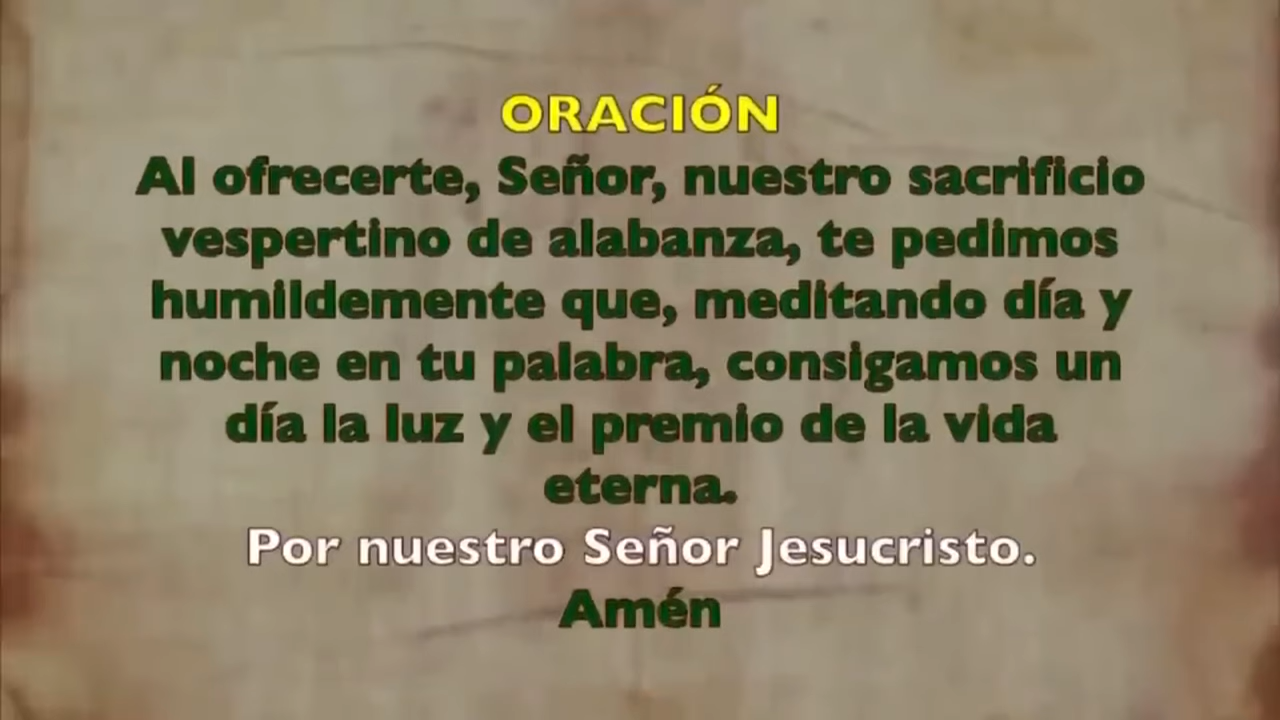 ORACIÓN
Al ofrecerte, Señor, nuestro sacrificio
vespertino de alabanza, te pedimos
humildemente que, meditando día y
noche en tu palabra, consigamos un
día la luz y el premio de la vida
eterna.
Por nuestro Señor Jesucristo.
Amén